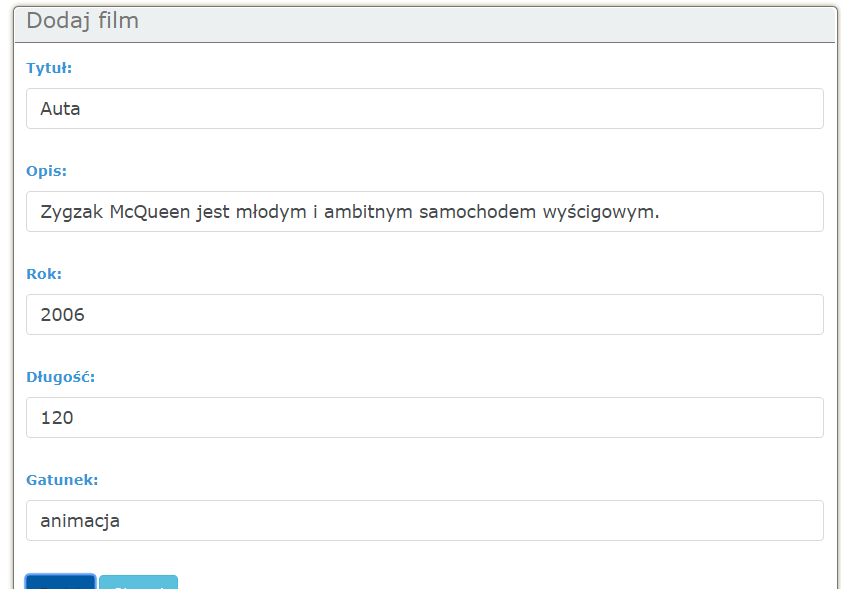 Dodaj film
Tytuł:
Auta
Opis:
Zygzak McQueen jest młodym i ambitnym samochodem wyścigowym.
Rok:
2006
Długość:
120
Gatunek:
animacja